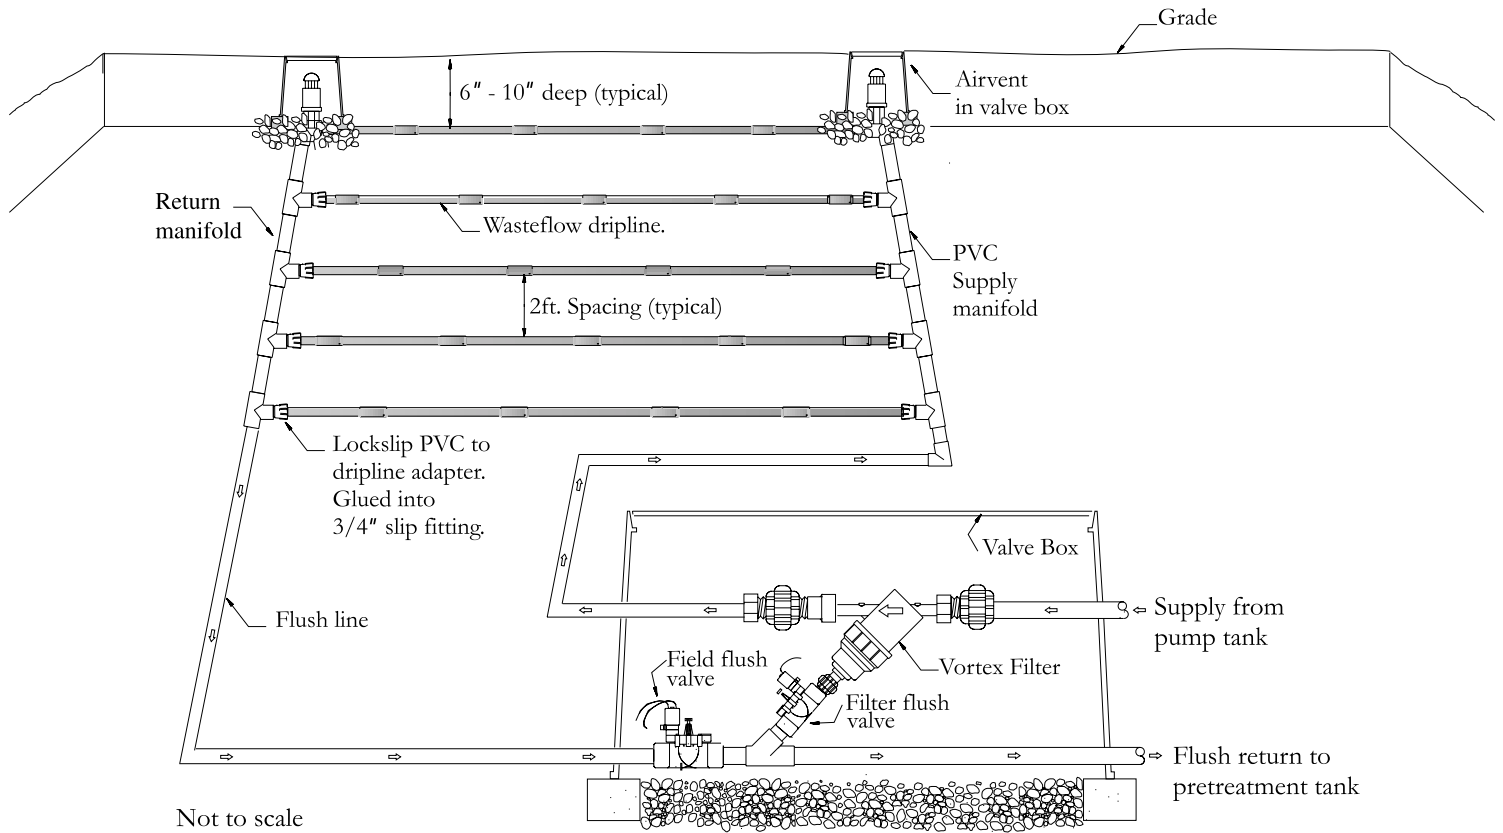 Grade
Airvent
in valve box
6" - 10" deep (typical)
Return
manifold
Wasteflow dripline.
PVC
Supply
manifold
2ft. Spacing (typical)
Lockslip PVC to
dripline adapter.
Glued into
3/4" slip fitting.
Valve Box
Flush line
Supply from
pump tank
Vortex Filter
Field flush
valve
Filter flush
valve
Flush return to
pretreatment tank
Not to scale